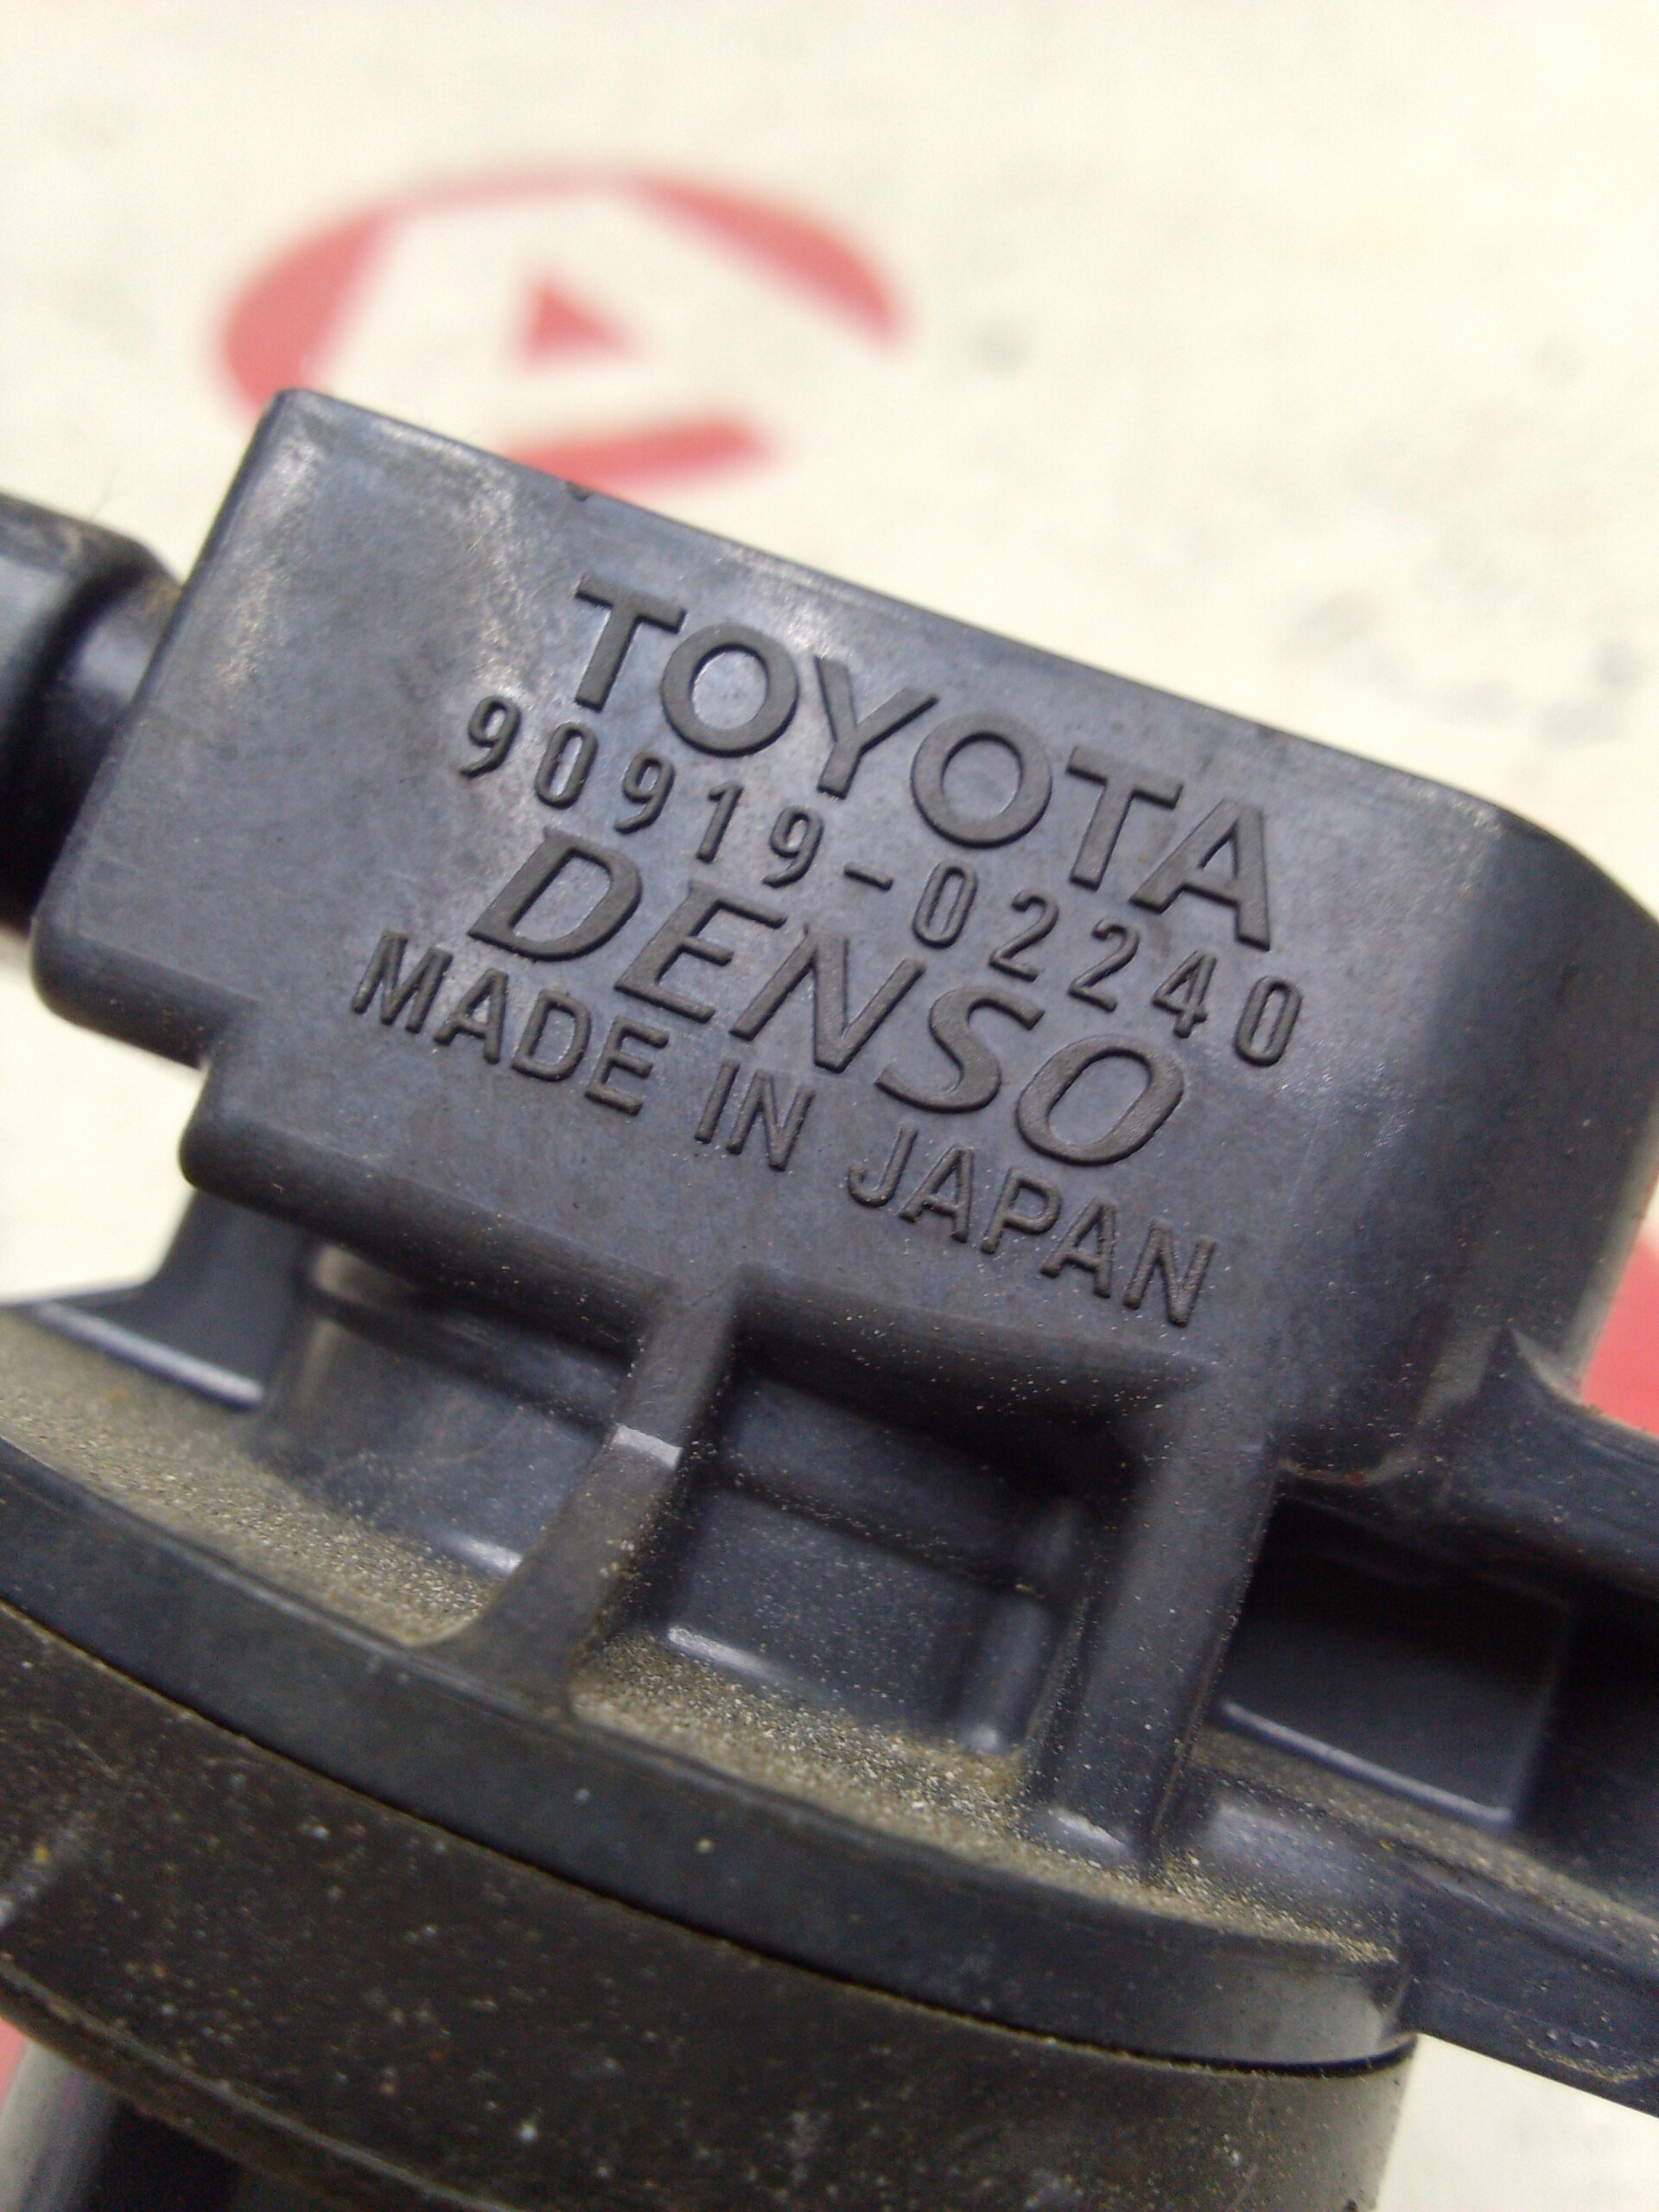 TOYOTA
90919-02240
DENSO
MADE IN JAPAN